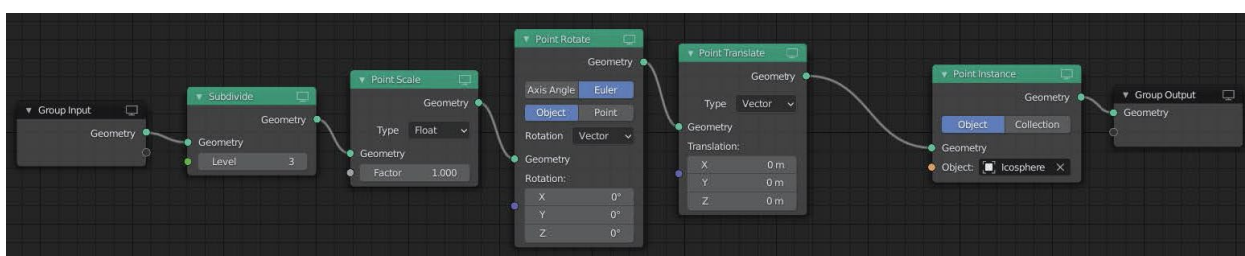 Group Input
Geometry
Subdivide
Geometry
Geometry
Level 3
Point Scale
Geometry
Type Float
Geometry
Factor 1.000
Point Rotate
Geometry
Axis Angle Euler
Object Point
Rotation Vector
Geometry
Rotation:
X 0°
Y 0°
Z 0°
Point Translate
Geometry
Type Vector
Geometry
Translation:
X 0 m
Y 0 m
Z 0 m
Point Instance
Geometry
Object Collection
Geometry
Object: Icosphere
Group Output
Geometry